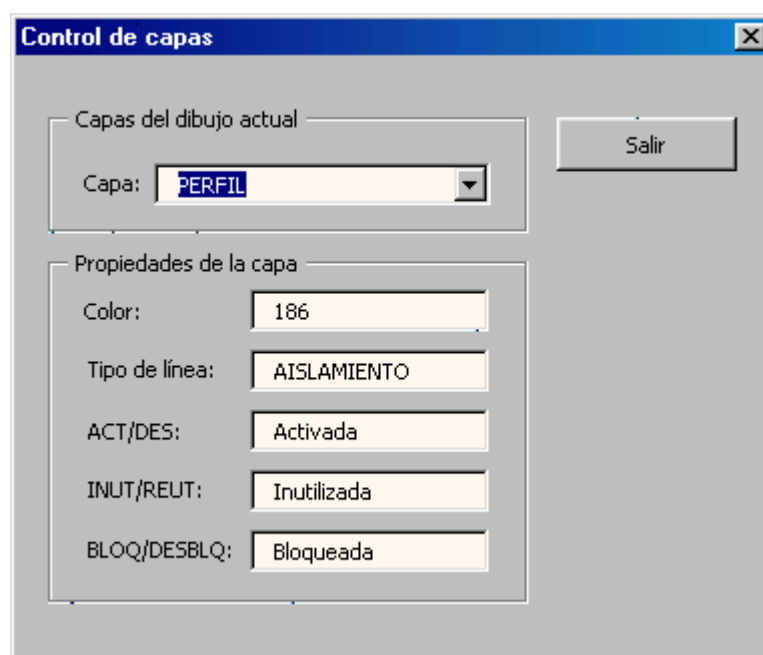 Control de capas
Capas del dibujo actual
Salir
Capa: PERFIL
Propiedades de la capa
Color: 186
Tipo de línea: AISLAMIENTO
ACT/DES: Activada
INUT/REUT: Inutilizada
BLOQ/DESBLQ: Bloqueada